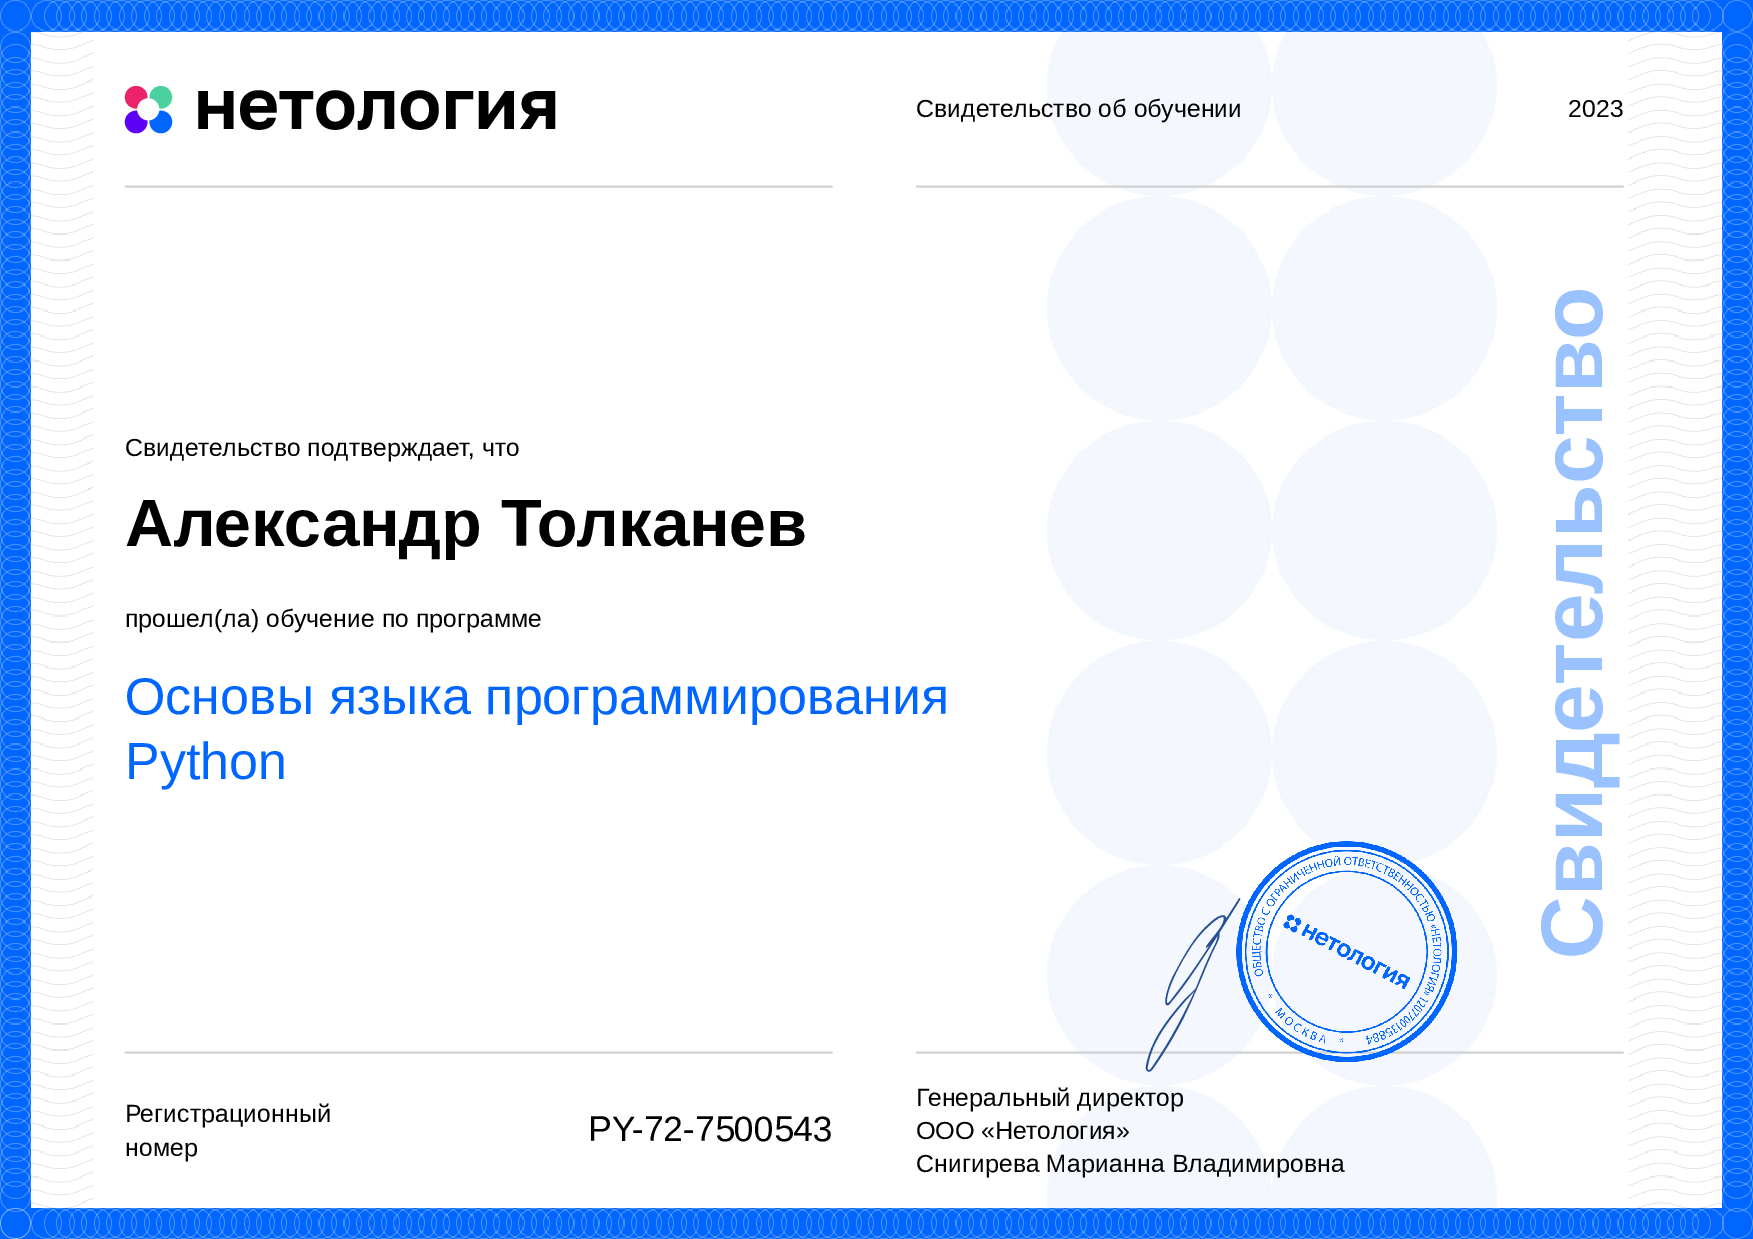 нетология
Свидетельство об обучении
2023
Свидетельство подтверждает, что
Александр Толканев
прошел(ла) обучение по программе
Основы языка программирования
Python
Свидетельство
ОБЩЕСТВО С ОГРАНИЧЕННОЙ ОТВЕТСТВЕННОСТЬЮ «НЕТОЛОГИЯ» 1207700135884
* МОСКВА *
нетология
Регистрационный
номер
PY-72-7500543
Генеральный директор
ООО «Нетология»
Снигирева Марианна Владимировна